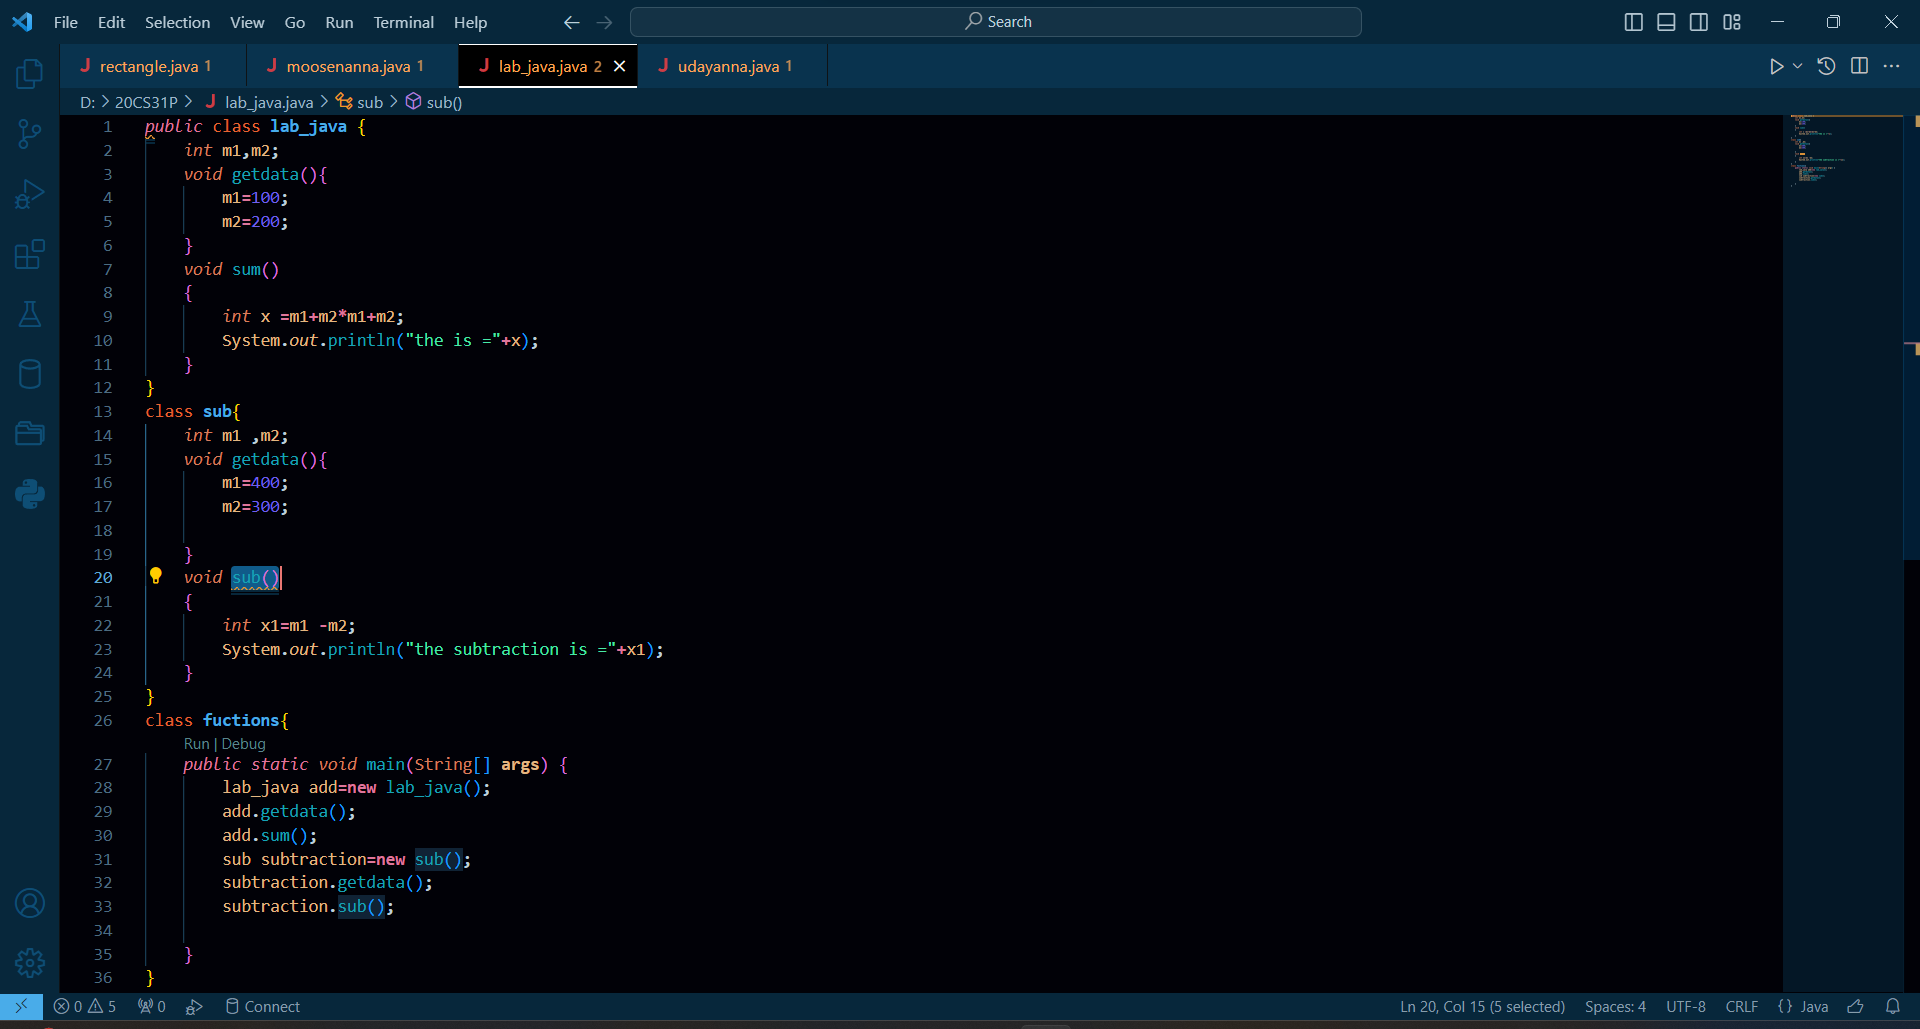 File Edit Selection View Go Run Terminal Help Search
rectangle.java 1 moosenanna.java 1 lab_java.java 2 udayanna.java 1
D: > 20CS31P > lab_java.java > sub > sub()
1 public class lab_java {
2 int m1,m2;
3 void getdata(){
4 m1=100;
5 m2=200;
6 }
7 void sum()
8 {
9 int x =m1+m2*m1+m2;
10 System.out.println("the is ="+x);
11 }
12 }
13 class sub{
14 int m1 ,m2;
15 void getdata(){
16 m1=400;
17 m2=300;
18
19 }
20 void sub()
21 {
22 int x1=m1 -m2;
23 System.out.println("the subtraction is ="+x1);
24 }
25 }
26 class fuctions{
Run | Debug
27 public static void main(String[] args) {
28 lab_java add=new lab_java();
29 add.getdata();
30 add.sum();
31 sub subtraction=new sub();
32 subtraction.getdata();
33 subtraction.sub();
34
35 }
36 }
0 5 0 Connect Ln 20, Col 15 (5 selected) Spaces: 4 UTF-8 CRLF {} Java